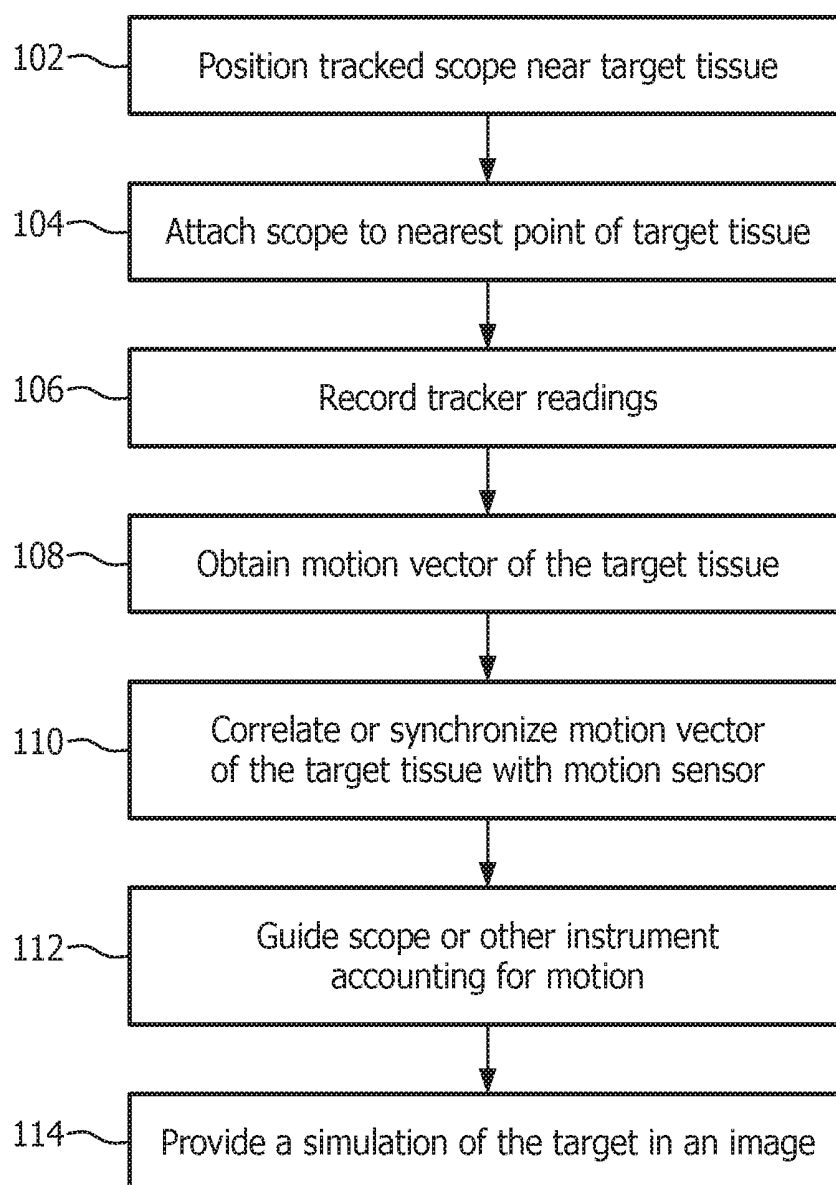 102
Position tracked scope near target tissue
104
Attach scope to nearest point of target tissue
106
Record tracker readings
108
Obtain motion vector of the target tissue
110
Correlate or synchronize motion vector
of the target tissue with motion sensor
112
Guide scope or other instrument
accounting for motion
114
Provide a simulation of the target in an image